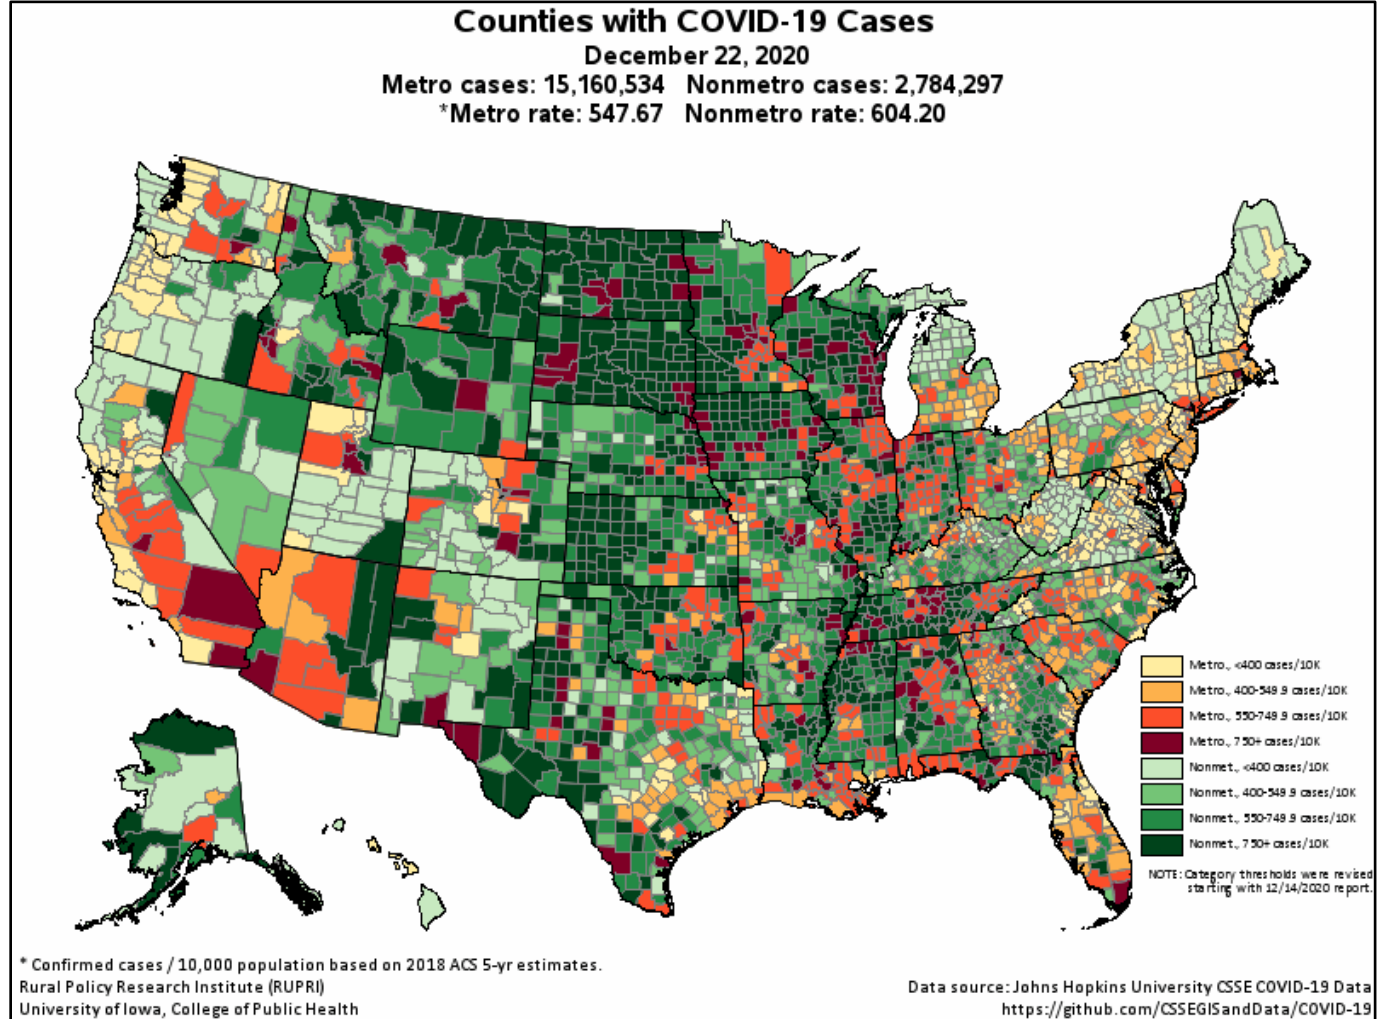 Counties with COVID-19 Cases
December 22, 2020
Metro cases: 15,160,534   Nonmetro cases: 2,784,297
*Metro rate: 547.67   Nonmetro rate: 604.20
Metro., <400 cases/10K
Metro., 400-549.9 cases/10K
Metro., 550-749.9 cases/10K
Metro., 750+ cases/10K
Nonmet., <400 cases/10K
Nonmet., 400-549.9 cases/10K
Nonmet., 550-749.9 cases/10K
Nonmet., 750+ cases/10K
NOTE: Category thresholds were revised
starting with 12/14/2020 report.
* Confirmed cases / 10,000 population based on 2018 ACS 5-yr estimates.
Rural Policy Research Institute (RUPRI)
University of Iowa, College of Public Health
Data source: Johns Hopkins University CSSE COVID-19 Data
https://github.com/CSSEGISandData/COVID-19